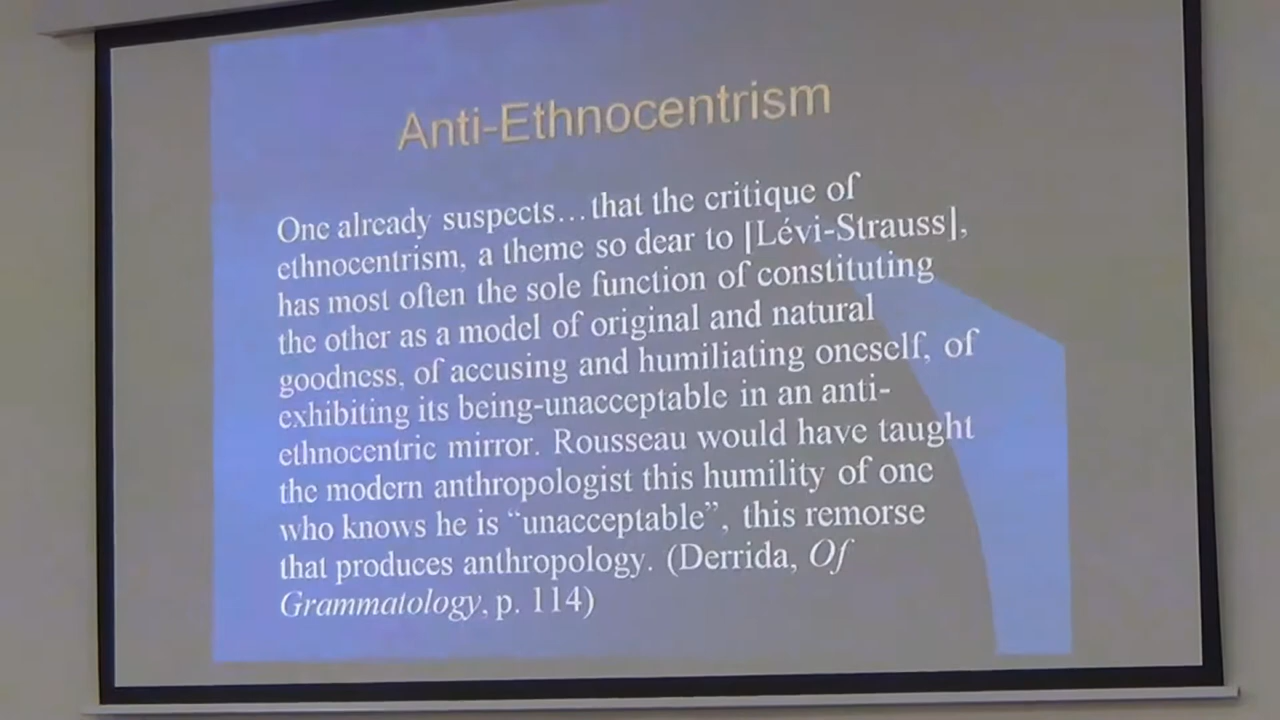 Anti-Ethnocentrism
One already suspects…that the critique of
ethnocentrism, a theme so dear to [Lévi-Strauss],
has most often the sole function of constituting
the other as a model of original and natural
goodness, of accusing and humiliating oneself, of
exhibiting its being-unacceptable in an anti-
ethnocentric mirror. Rousseau would have taught
the modern anthropologist this humility of one
who knows he is “unacceptable”, this remorse
that produces anthropology. (Derrida, Of
Grammatology, p. 114)